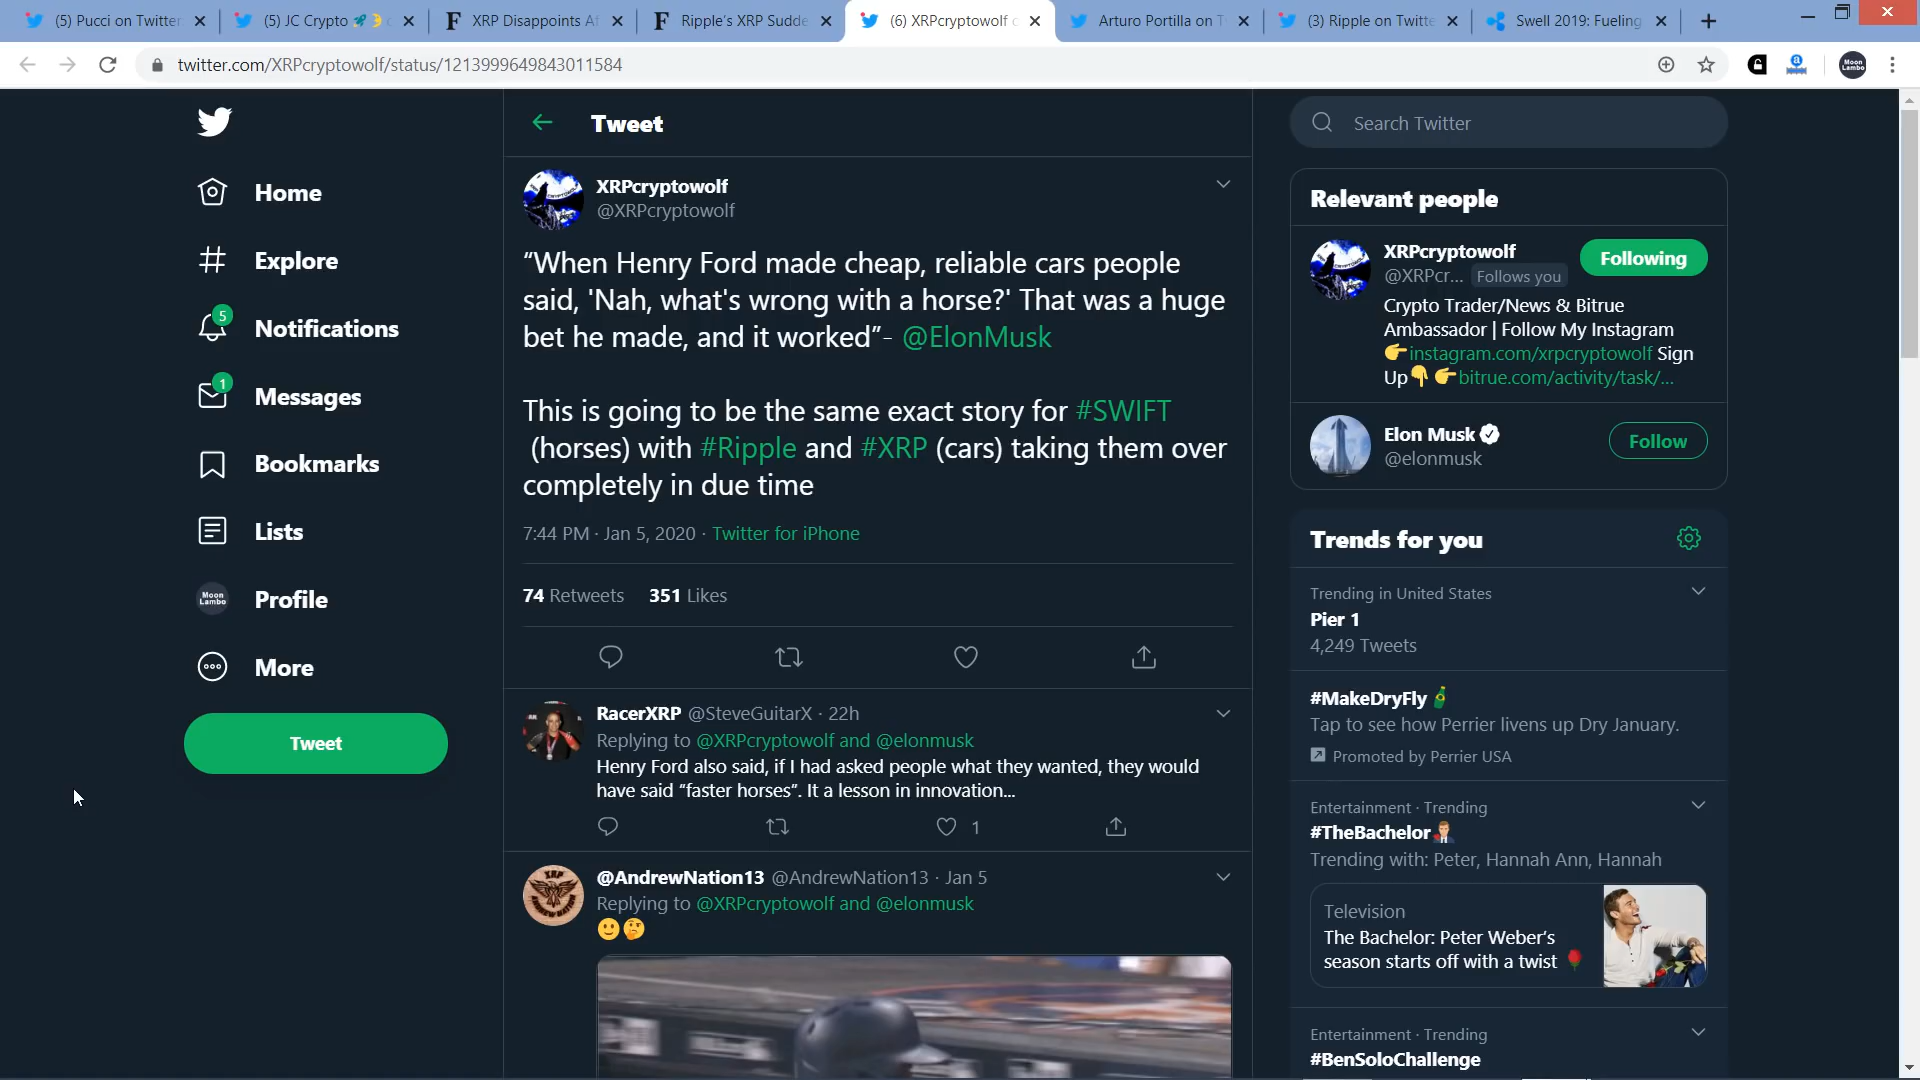 (5) Pucci on Twitter
(5) JC Crypto 🚀🌛 o
XRP Disappoints Af
Ripple's XRP Sudde
(6) XRPcryptowolf o
Arturo Portilla on T
(3) Ripple on Twitte
Swell 2019: Fueling
twitter.com/XRPcryptowolf/status/1213999649843011584
Moon Lambo
Home
Explore
5
Notifications
1
Messages
Bookmarks
Lists
Moon Lambo
Profile
More
Tweet
Tweet
XRPcryptowolf
@XRPcryptowolf
“When Henry Ford made cheap, reliable cars people
said, 'Nah, what's wrong with a horse?' That was a huge
bet he made, and it worked”- @ElonMusk
This is going to be the same exact story for #SWIFT
(horses) with #Ripple and #XRP (cars) taking them over
completely in due time
7:44 PM · Jan 5, 2020 · Twitter for iPhone
74 Retweets 351 Likes
RacerXRP @SteveGuitarX · 22h
Replying to @XRPcryptowolf and @elonmusk
Henry Ford also said, if I had asked people what they wanted, they would
have said “faster horses”. It a lesson in innovation...
1
@AndrewNation13 @AndrewNation13 · Jan 5
Replying to @XRPcryptowolf and @elonmusk
🙂🤔
Search Twitter
Relevant people
XRPcryptowolf
@XRPcr... Follows you
Following
Crypto Trader/News & Bitrue
Ambassador | Follow My Instagram
👉instagram.com/xrpcryptowolf Sign
Up👇 👉bitrue.com/activity/task/...
Elon Musk
@elonmusk
Follow
Trends for you
Trending in United States
Pier 1
4,249 Tweets
#MakeDryFly
Tap to see how Perrier livens up Dry January.
Promoted by Perrier USA
Entertainment · Trending
#TheBachelor
Trending with: Peter, Hannah Ann, Hannah
Television
The Bachelor: Peter Weber's
season starts off with a twist 🌹
Entertainment · Trending
#BenSoloChallenge